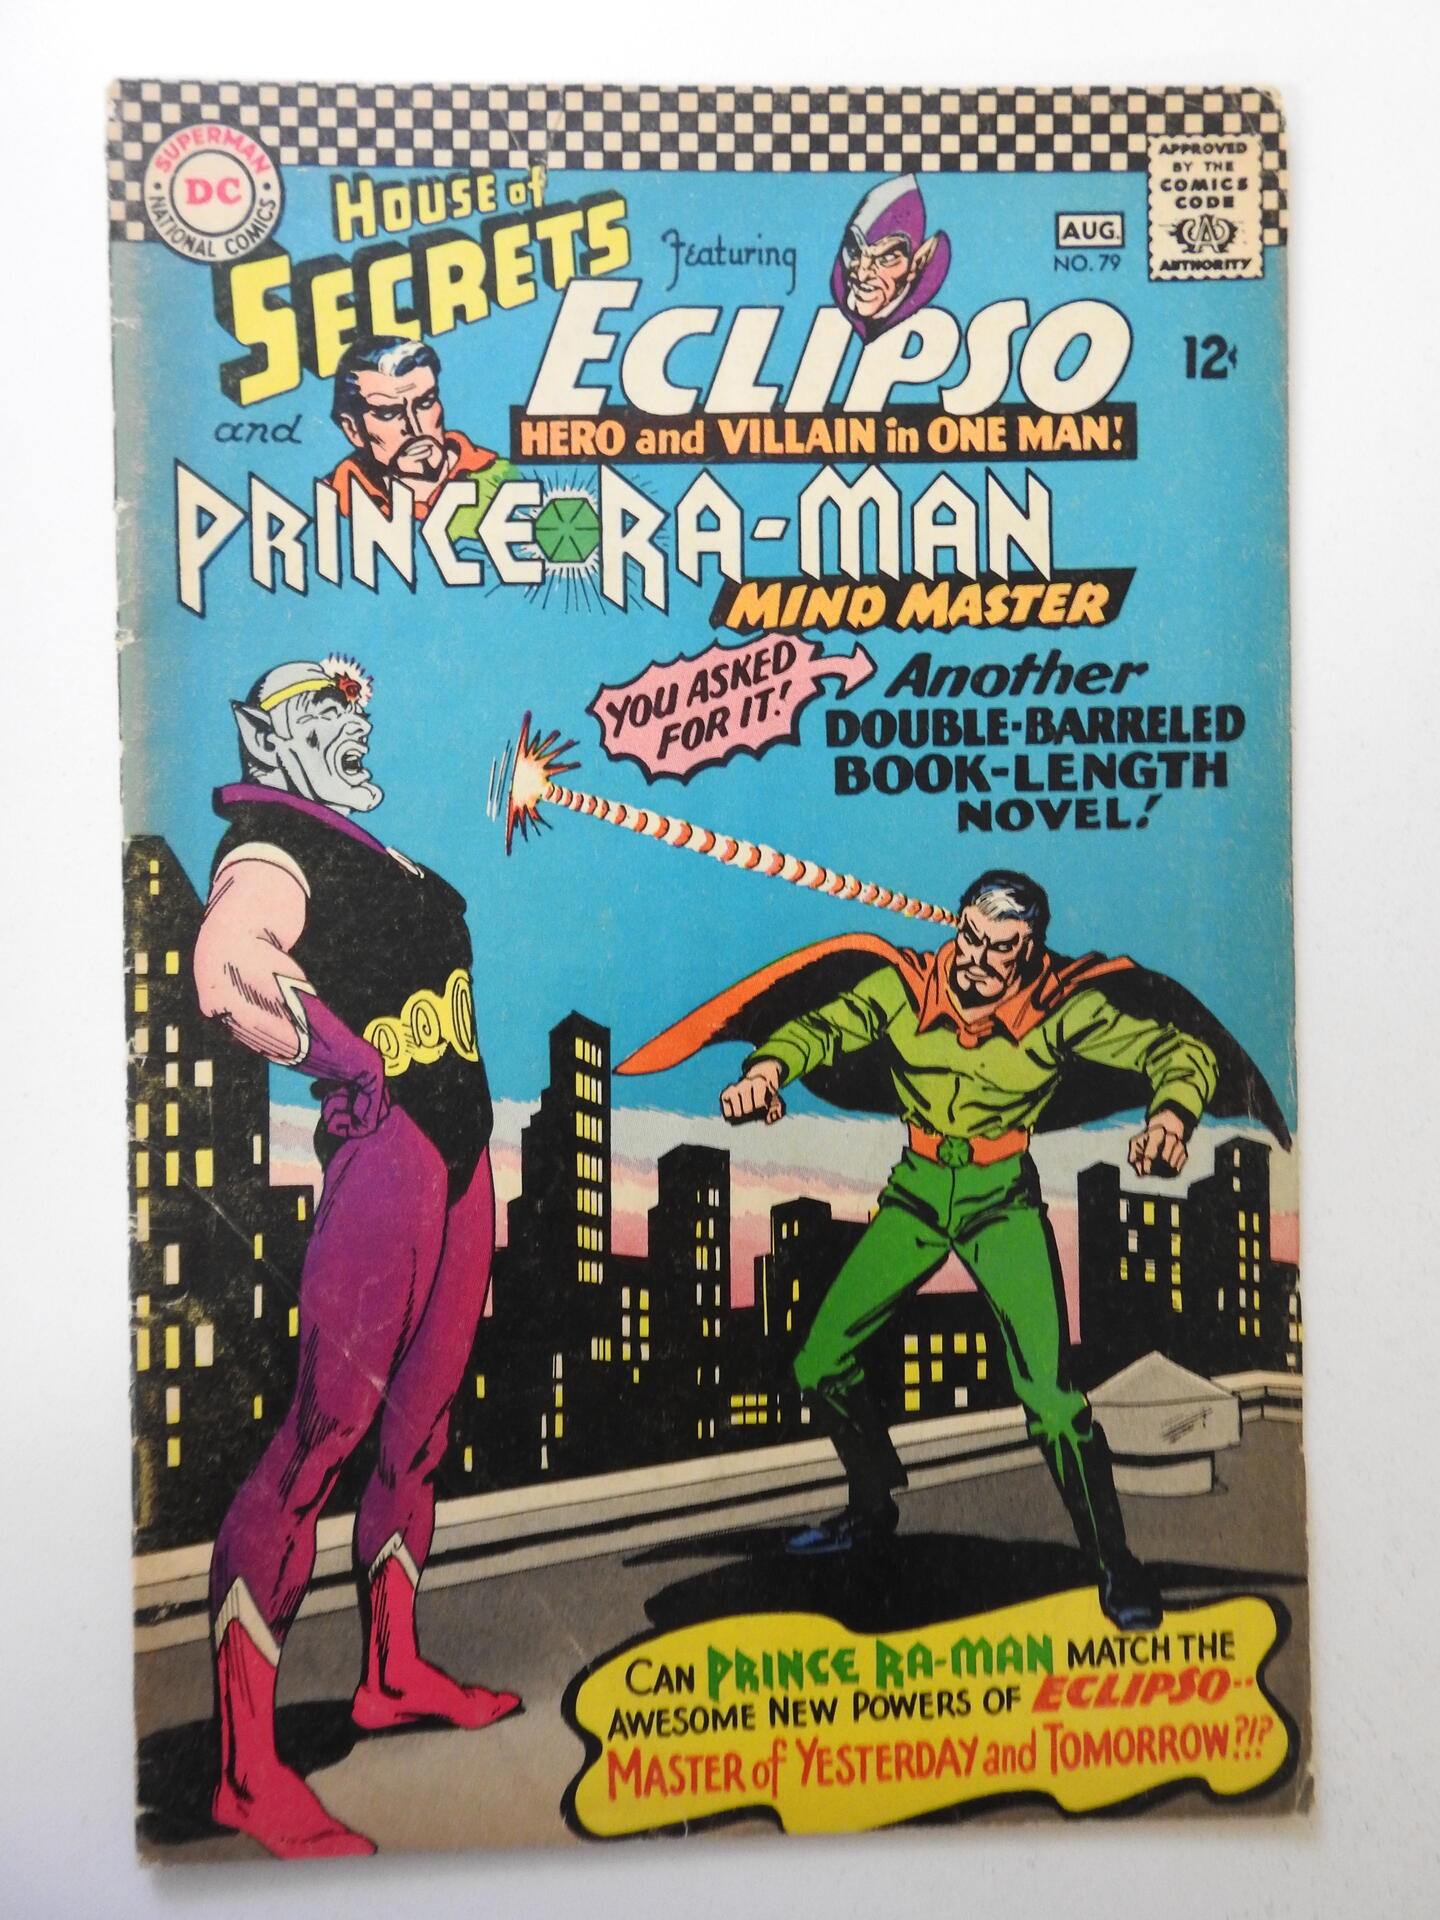 SUPERMAN
DC
NATIONAL COMICS
HOUSE of
SECRETS
Featuring
AUG.
NO. 79
APPROVED
BY THE
COMICS
CODE
CA
AUTHORITY
ECLIPSO
12¢
HERO and VILLAIN in ONE MAN!
and
PRINCE RA-MAN
MIND MASTER
YOU ASKED
FOR IT!
Another
DOUBLE-BARRELED
BOOK-LENGTH
NOVEL!
CAN PRINCE RA-MAN MATCH THE
AWESOME NEW POWERS OF ECLIPSO--
MASTER of YESTERDAY and TOMORROW?!?